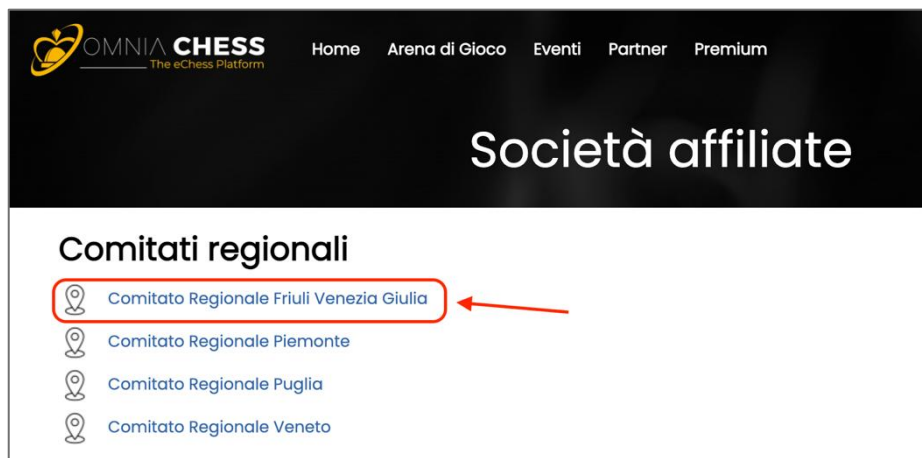 OMNIA CHESS
The eChess Platform
Home Arena di Gioco Eventi Partner Premium
Società affiliate
Comitati regionali
Comitato Regionale Friuli Venezia Giulia
Comitato Regionale Piemonte
Comitato Regionale Puglia
Comitato Regionale Veneto